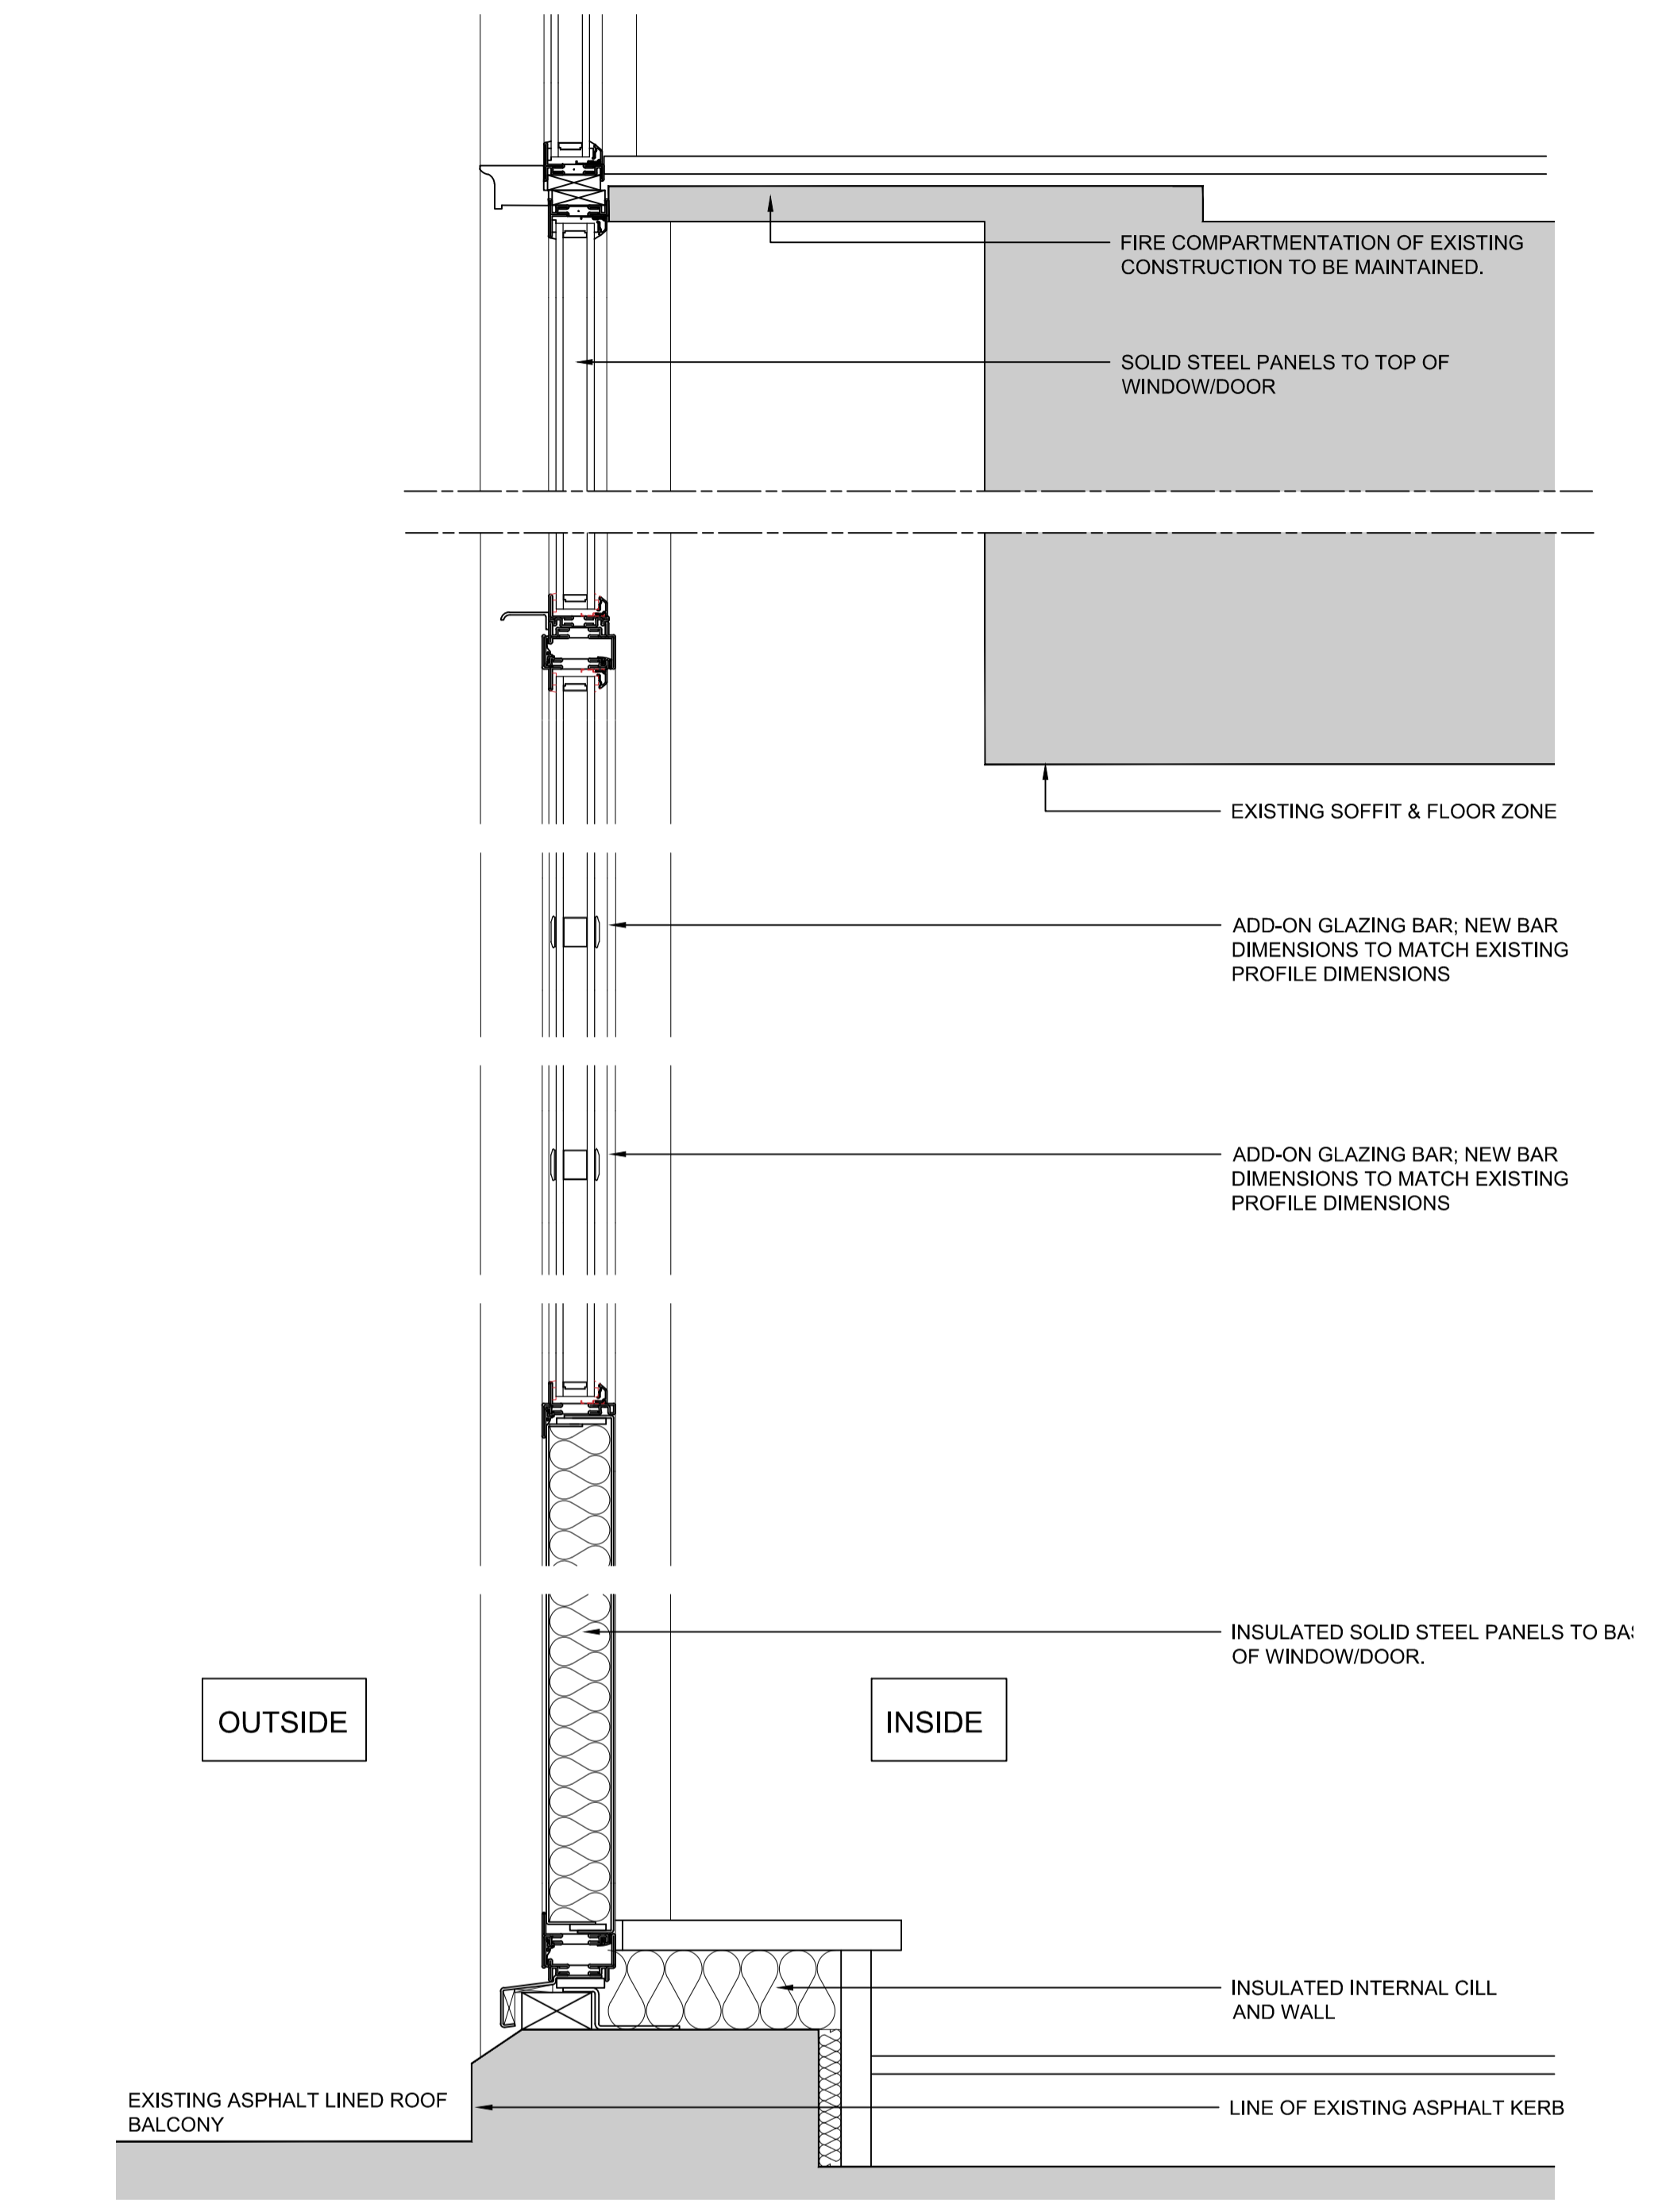 FIRE COMPARTMENTATION OF EXISTING
CONSTRUCTION TO BE MAINTAINED.
SOLID STEEL PANELS TO TOP OF
WINDOW/DOOR
EXISTING SOFFIT & FLOOR ZONE
ADD-ON GLAZING BAR; NEW BAR
DIMENSIONS TO MATCH EXISTING
PROFILE DIMENSIONS
ADD-ON GLAZING BAR; NEW BAR
DIMENSIONS TO MATCH EXISTING
PROFILE DIMENSIONS
INSULATED SOLID STEEL PANELS TO
OF WINDOW/DOOR.
OUTSIDE
INSIDE
INSULATED INTERNAL CILL
AND WALL
EXISTING ASPHALT LINED ROOF
BALCONY
LINE OF EXISTING ASPHALT KERB